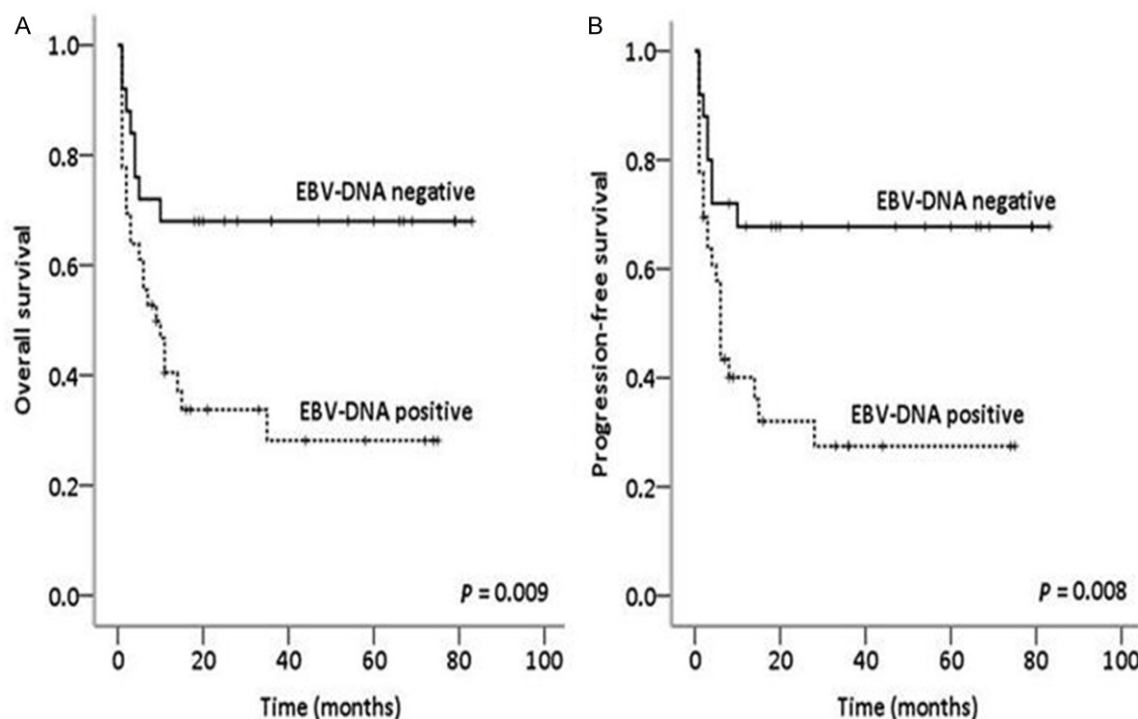 A
Overall survival
1.0
0.8
0.6
0.4
0.2
0.0
EBV-DNA negative
EBV-DNA positive
P = 0.009
0 20 40 60 80 100
Time (months)
B
Progression-free survival
1.0
0.8
0.6
0.4
0.2
0.0
EBV-DNA negative
EBV-DNA positive
P = 0.008
0 20 40 60 80 100
Time (months)